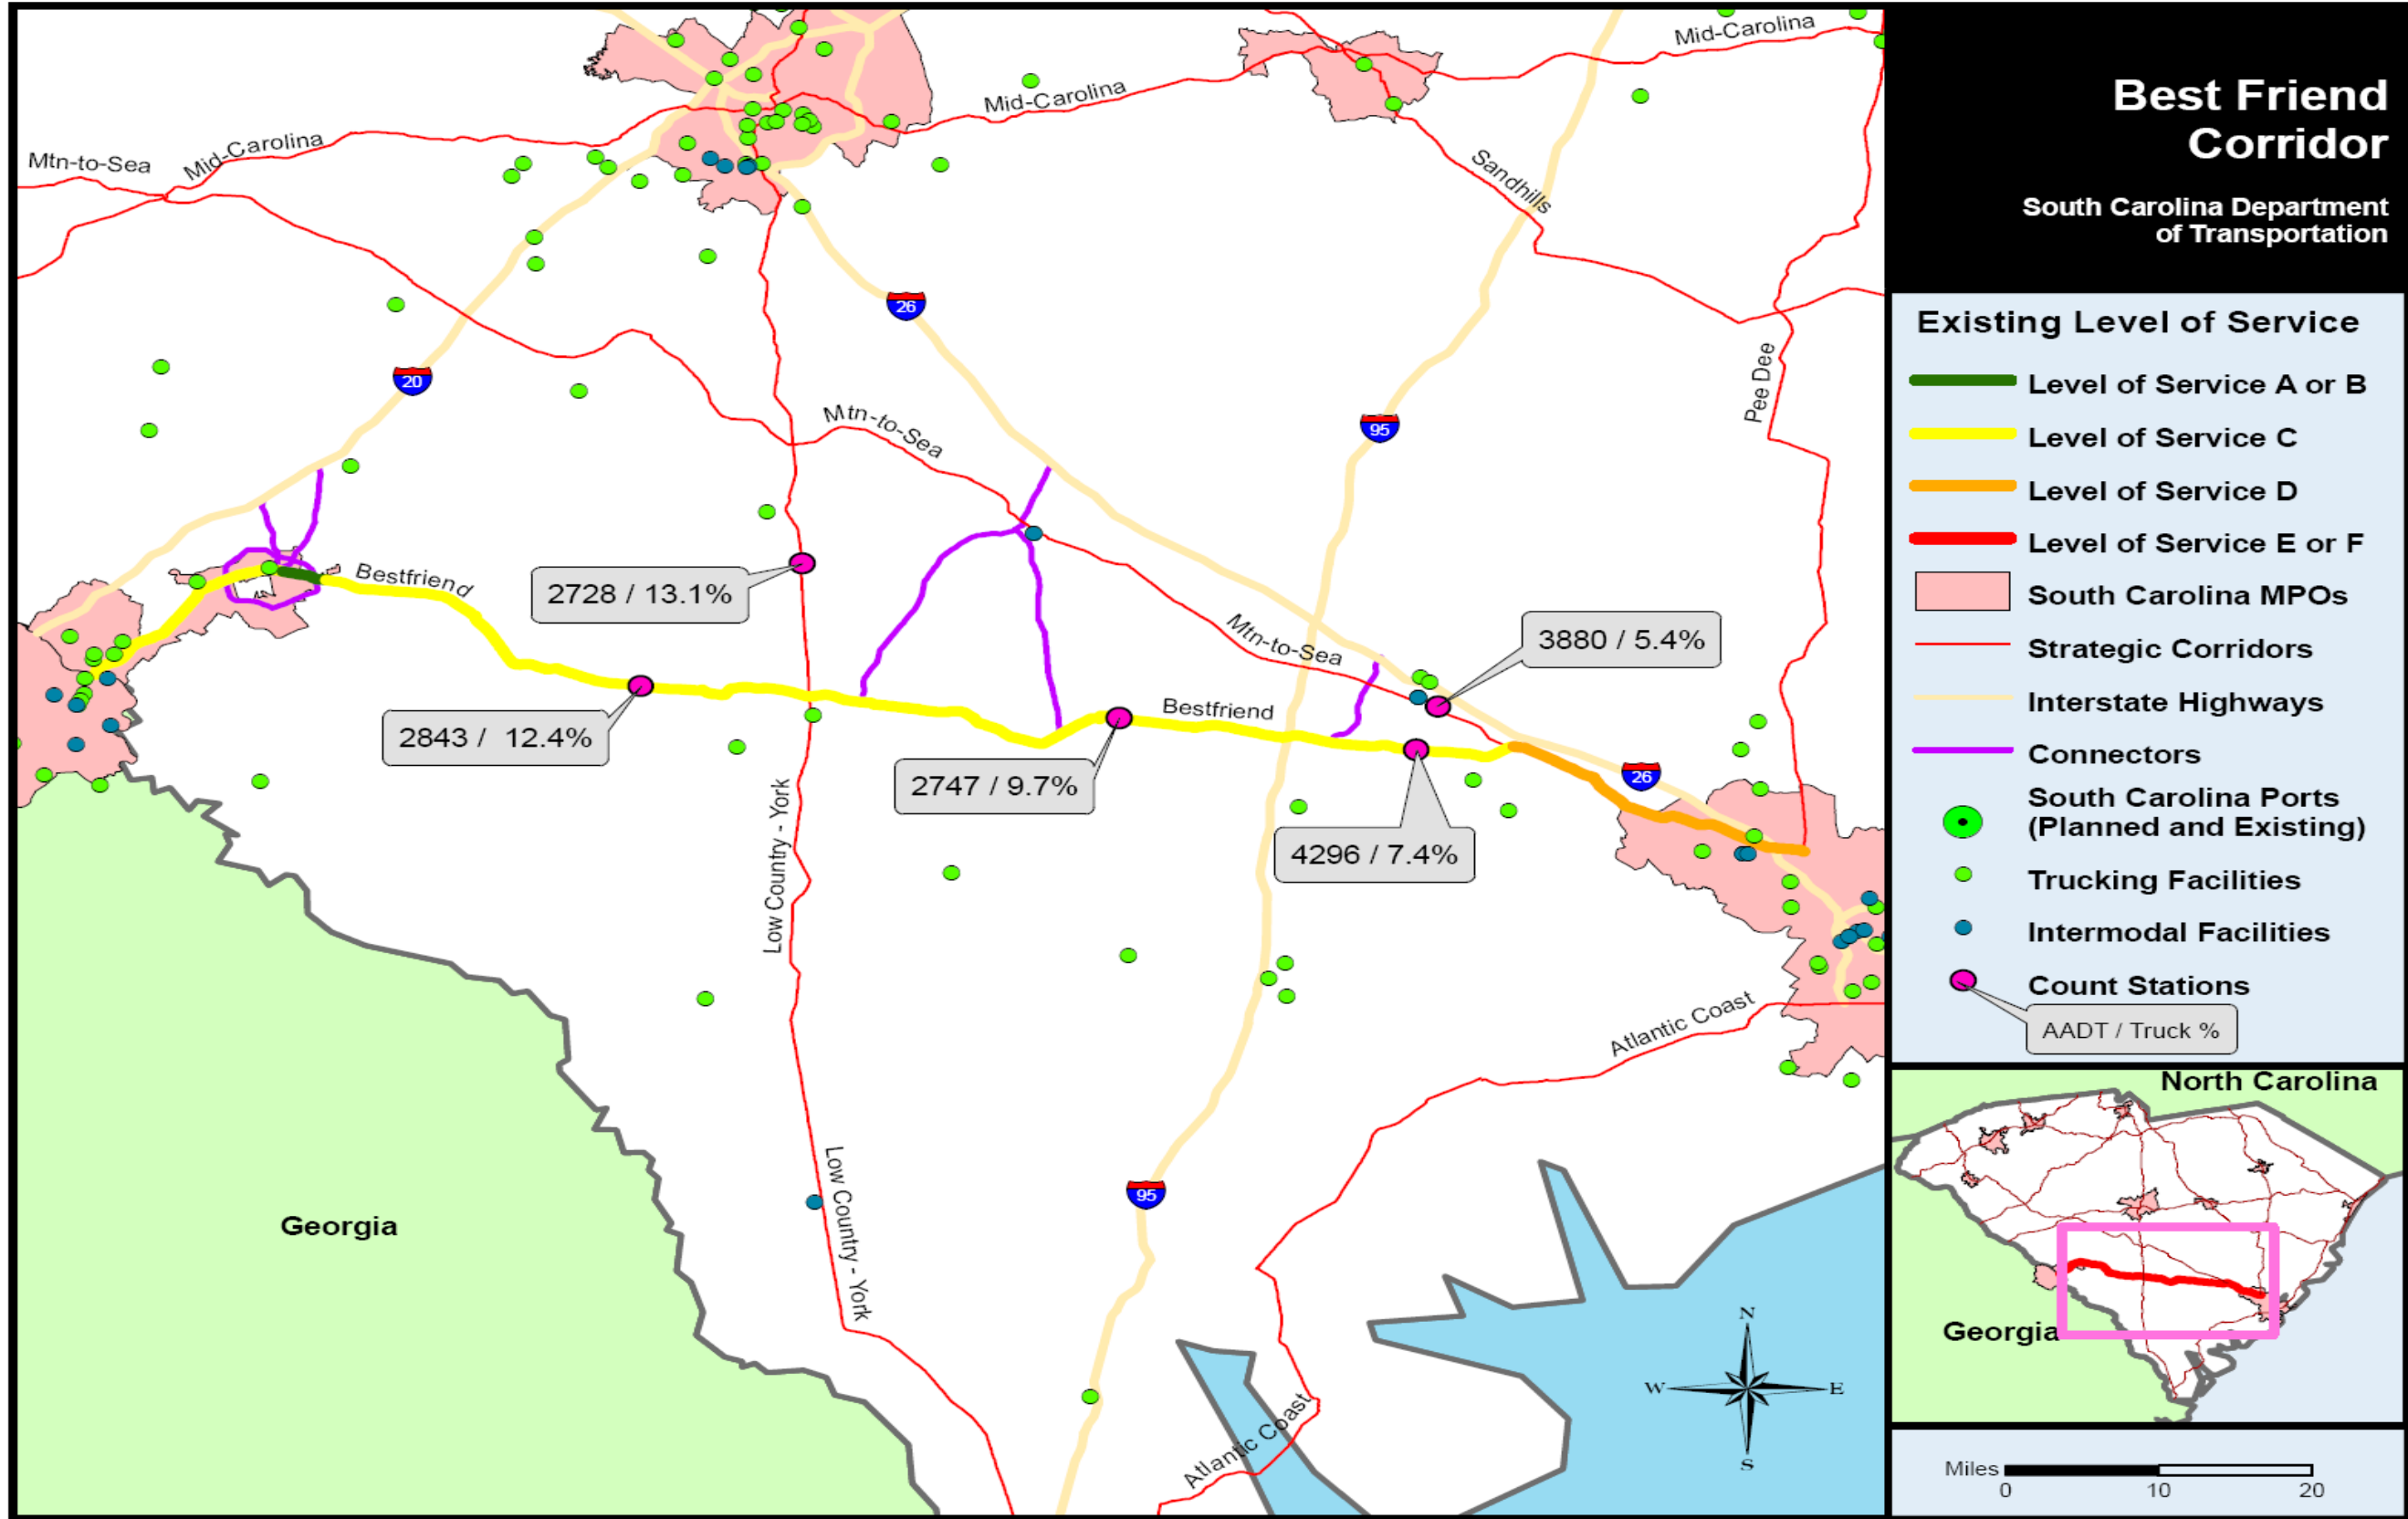 Mid-Carolina
Mid-Carolina
Mid-Carolina
Mtn-to-Sea
Sandhills
26
Pee Dee
20
95
Mtn-to-Sea
Bestfriend
2728 / 13.1%
Mtn-to-Sea
3880 / 5.4%
Bestfriend
2843 / 12.4%
2747 / 9.7%
26
4296 / 7.4%
Low Country - York
Atlantic Coast
95
Low Country - York
Georgia
Atlantic Coast
N
W
E
S
Best Friend
Corridor
South Carolina Department
of Transportation
Existing Level of Service
Level of Service A or B
Level of Service C
Level of Service D
Level of Service E or F
South Carolina MPOs
Strategic Corridors
Interstate Highways
Connectors
South Carolina Ports
(Planned and Existing)
Trucking Facilities
Intermodal Facilities
Count Stations
AADT / Truck %
North Carolina
Georgia
Miles
0 10 20